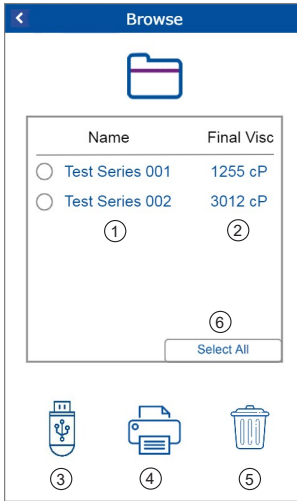 Browse
Name Final Visc
Test Series 001 1255 cP
Test Series 002 3012 cP
1 2
6
Select All
3 4 5